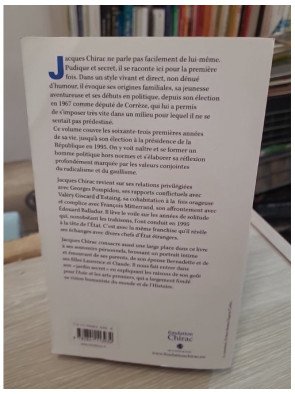 Jacques Chirac ne parle pas facilement de lui-même.
Pudique et secret, il se raconte ici pour la première
fois. Dans un style vivant et direct, non dénué
d'humour, il évoque ses origines familiales, sa jeunesse
aventureuse et ses débuts en politique, depuis son élection
en 1967 comme député de Corrèze, qui lui a permis
de s'imposer très vite dans un milieu pour lequel il ne se
sentait pas prédestiné.
Ce volume couvre les soixante-trois premières années
de sa vie, jusqu'à son élection à la présidence de la
République en 1995. On y voit naître et se former un
homme politique hors normes et s'élaborer sa réflexion
profondément marquée par les valeurs conjointes
du radicalisme et du gaullisme.
Jacques Chirac revient sur ses relations privilégiées
avec Georges Pompidou, ses rapports conflictuels avec
Valéry Giscard d'Estaing, sa cohabitation à la fois orageuse
et complice avec François Mitterrand, son affrontement avec
Édouard Balladur. Il lève le voile sur les années de solitude
qui, nonobstant les trahisons, l'ont conduit en 1995
à la tête de l'État. C'est avec la même franchise qu'il révèle
ses échanges avec divers chefs d'État étrangers.
Jacques Chirac consacre aussi une large place dans ce livre
à ses sentiments personnels, brossant un portrait intime
et émouvant de ses parents, de son épouse Bernadette et de
ses filles Laurence et Claude. Il nous fait entrer dans
son « jardin secret » en expliquant les raisons de son goût
pour l'Asie et les arts premiers, qui a largement
sa vision humaniste du monde et de l'Histoire.
fondation
Chirac
www.fondationchirac.eu